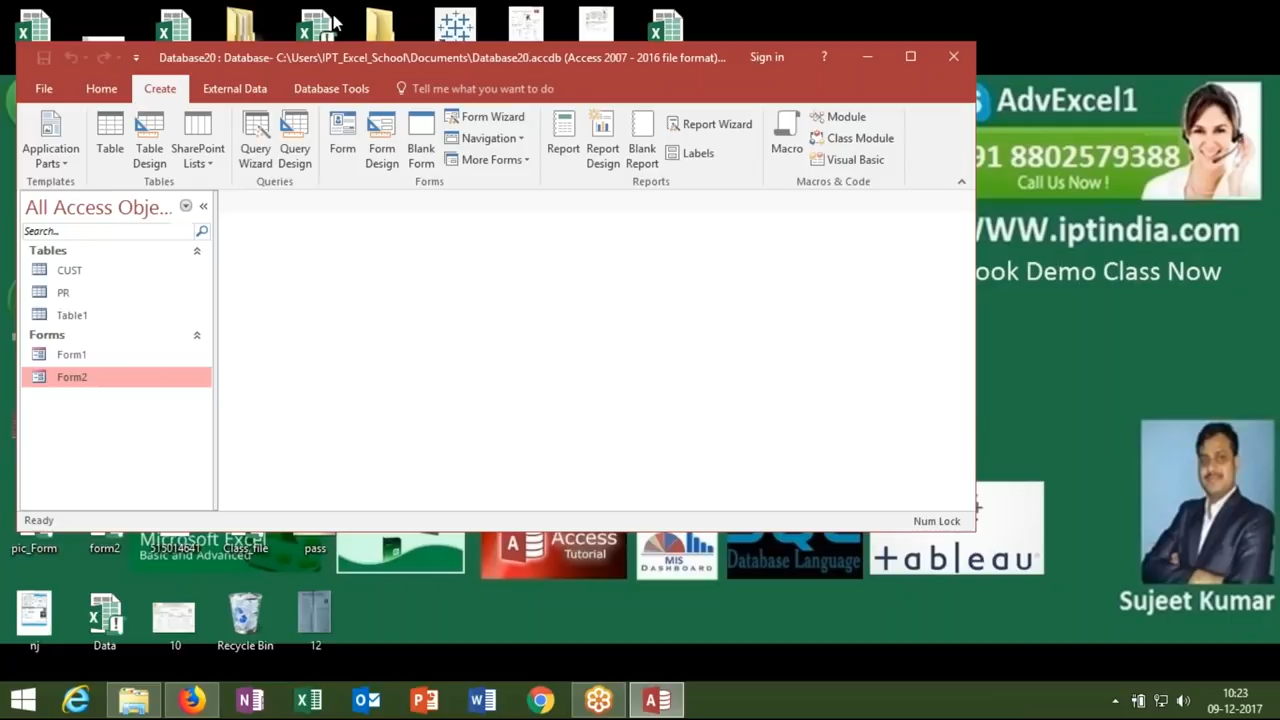 Database20 : Database- C:\Users\IPT_Excel_School\Documents\Database20.accdb (Access 2007 - 2016 file format)...
Sign in
?
File
Home
Create
External Data
Database Tools
Tell me what you want to do
Application Parts
Table
Table Design
SharePoint Lists
Query Wizard
Query Design
Form
Form Design
Blank Form
Form Wizard
Navigation
More Forms
Report
Report Design
Blank Report
Report Wizard
Labels
Macro
Module
Class Module
Visual Basic
Templates
Tables
Queries
Forms
Reports
Macros & Code
All Access Obje...
Search...
Tables
CUST
PR
Table1
Forms
Form1
Form2
Ready
Num Lock
AdvExcel1
91 8802579388
Call Us Now !
WWW.iptindia.com
ook Demo Class Now
Sujeet Kumar
pic_Form
form2
515014641
Class_file
pass
Microsoft Excel
Basic and Advanced
Access
Tutorial
MIS
DASHBOARD
Database Language
tableau
nj
Data
10
Recycle Bin
12
10:23
09-12-2017